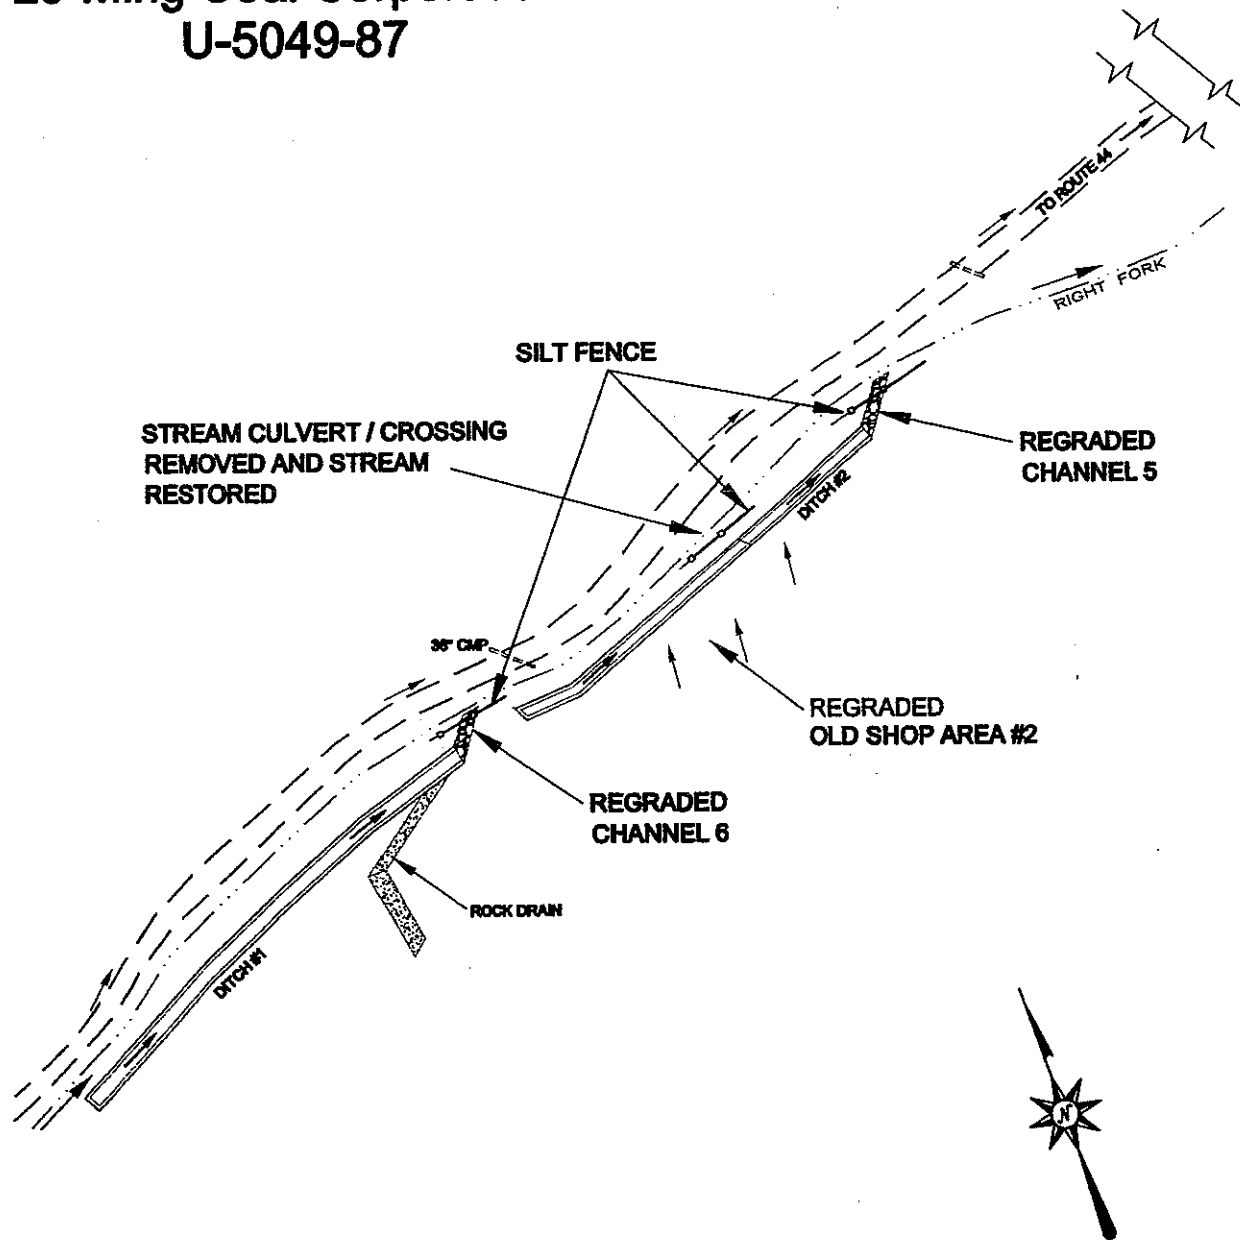 U-5049-87
TO ROUTE 44
RIGHT FORK
SILT FENCE
STREAM CULVERT / CROSSING
REMOVED AND STREAM
RESTORED
REGRADED
CHANNEL 5
DITCH #2
36" CMP
REGRADED
OLD SHOP AREA #2
REGRADED
CHANNEL 6
ROCK DRAIN
DITCH #1
N